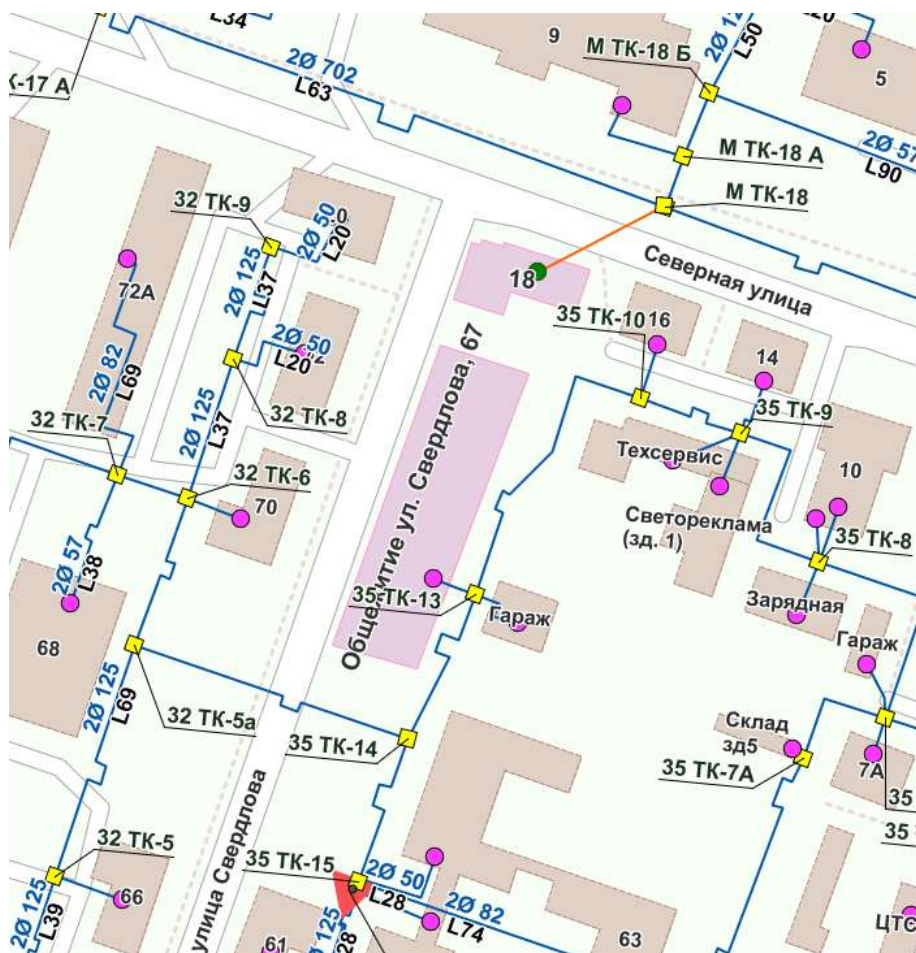 L34
2Ø 702
L63
К-17 А
9
М ТК-18 Б
L50
L20
5
2Ø 57
L90
М ТК-18 А
М ТК-18
32 ТК-9
2Ø 50
L20
72А
2Ø 125
L37
18
Северная улица
35 ТК-10
16
14
2Ø 50
L20
2Ø 82
L69
32 ТК-8
2Ø 125
L37
32 ТК-7
32 ТК-6
70
Общежитие ул. Свердлова, 67
35 ТК-9
Техсервис
10
Светореклама
(зд. 1)
35 ТК-8
2Ø 57
L38
35 ТК-13
Гараж
Зарядная
Гараж
68
2Ø 125
L69
32 ТК-5а
35 ТК-14
Склад
зд5
35 ТК-7А
7А
35
35
улица Свердлова
32 ТК-5
35 ТК-15
2Ø 50
L28
2Ø 82
L74
66
2Ø 125
L39
61
63
ЦТС